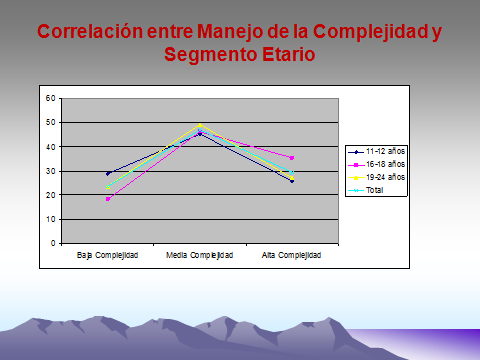 Correlación entre Manejo de la Complejidad y
Segmento Etario
60
50
40
30
20
10
0
Baja Complejidad Media Complejidad Alta Complejidad
11-12 años
16-18 años
19-24 años
Total